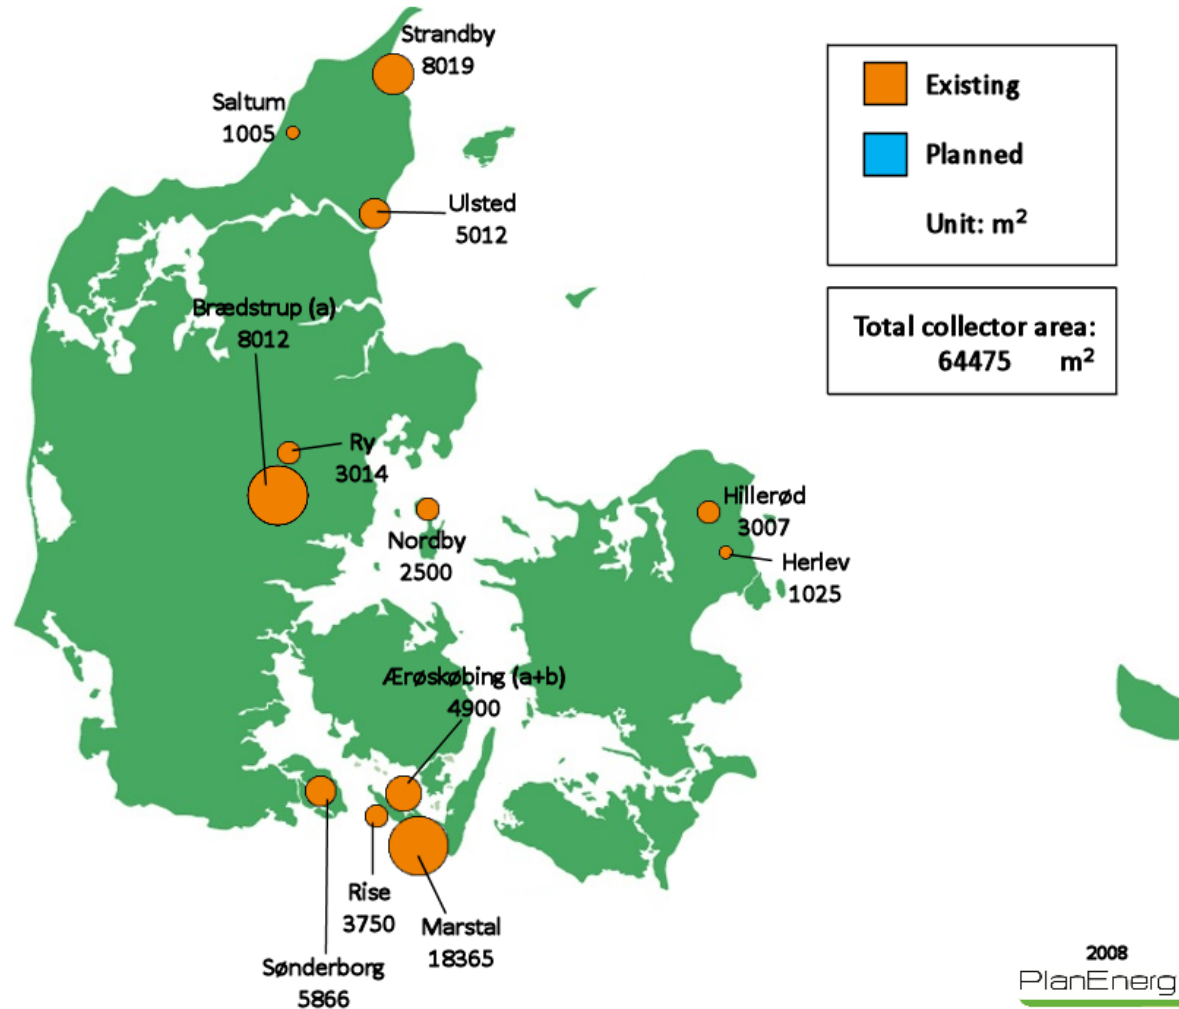 Strandby
8019
Saltum
1005
Ulsted
5012
Brædstrup (a)
8012
Ry
3014
Nordby
2500
Hillerød
3007
Herlev
1025
Ærøskøbing (a+b)
4900
Rise
3750
Marstal
18365
Sønderborg
5866
Existing
Planned
Unit: m²
Total collector area:
64475 m²
2008
PlanEnerg